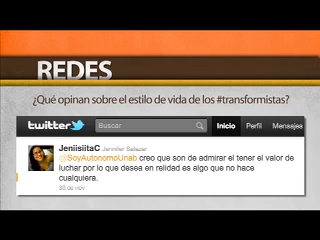 REDES
¿Qué opinan sobre el estilo de vida de los #transformistas?
twitter Buscar Inicio Perfil Mensajes
JeniisiitaC Jennifer Salazar
@SoyAutonomoUnab creo que son de admirar el tener el valor de
luchar por lo que desea en relidad es algo que no hace
cualquiera.
30 de nov